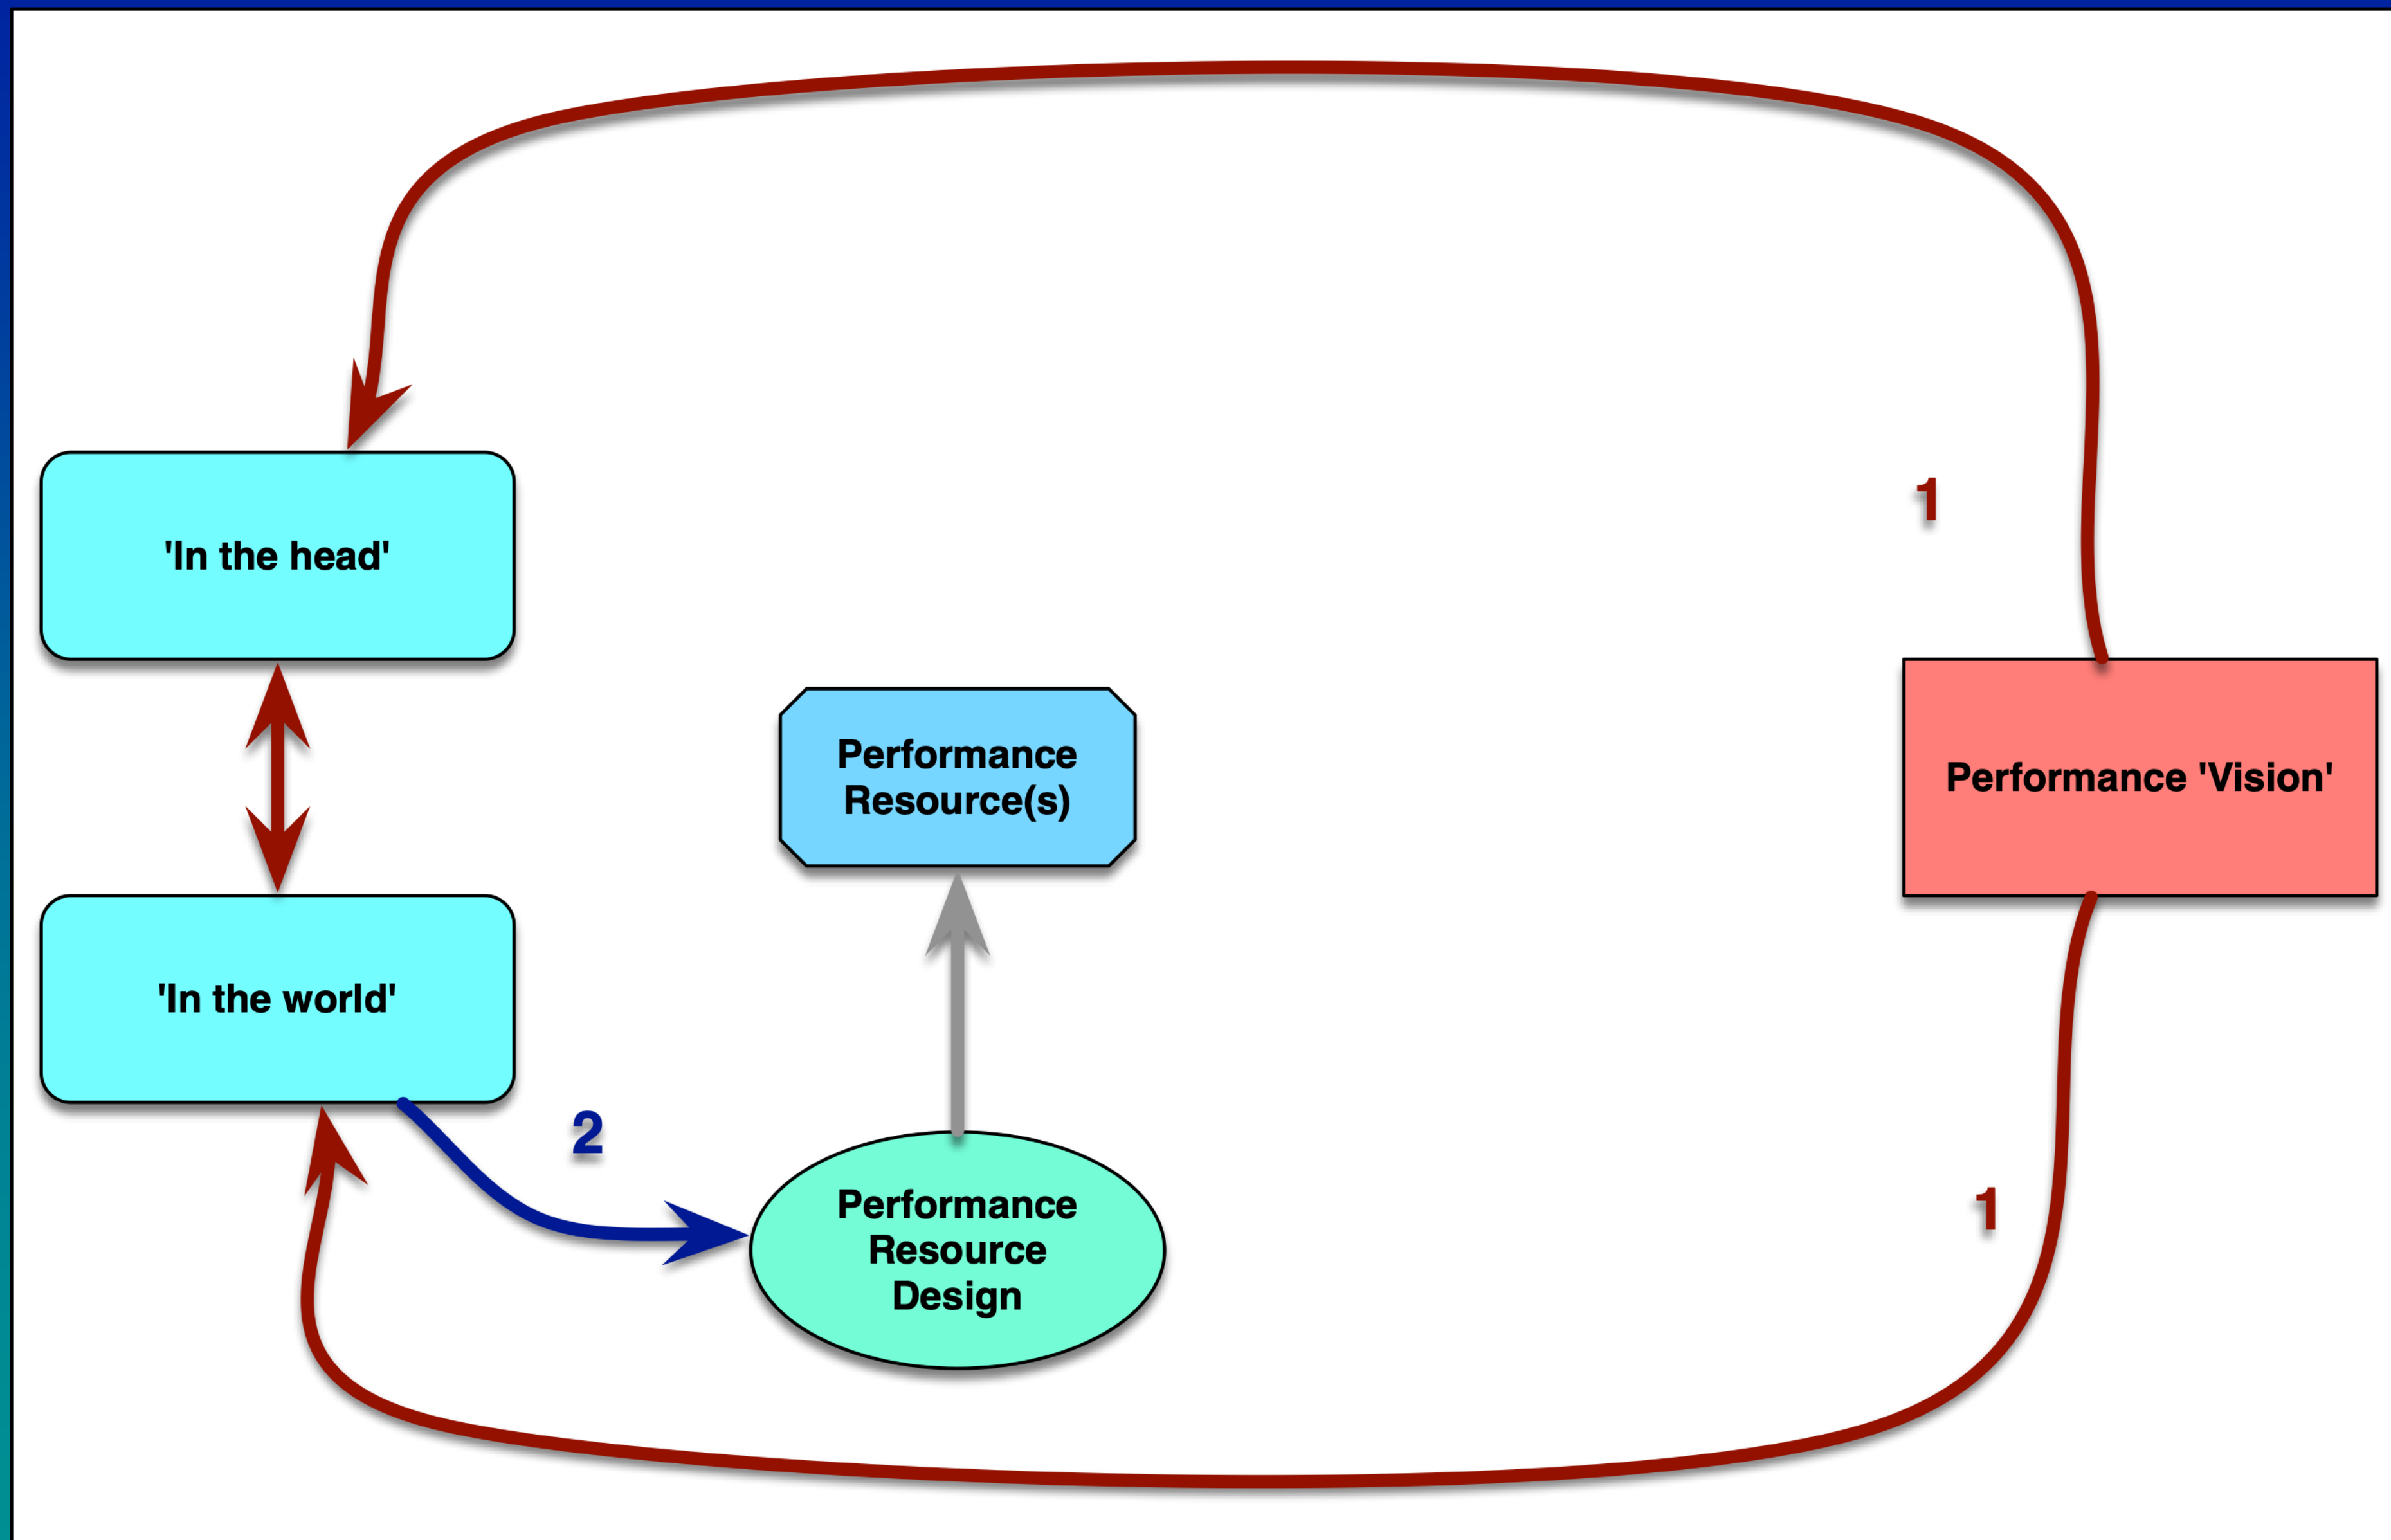 1
'In the head'
Performance
Resource(s)
Performance 'Vision'
'In the world'
2
1
Performance
Resource
Design